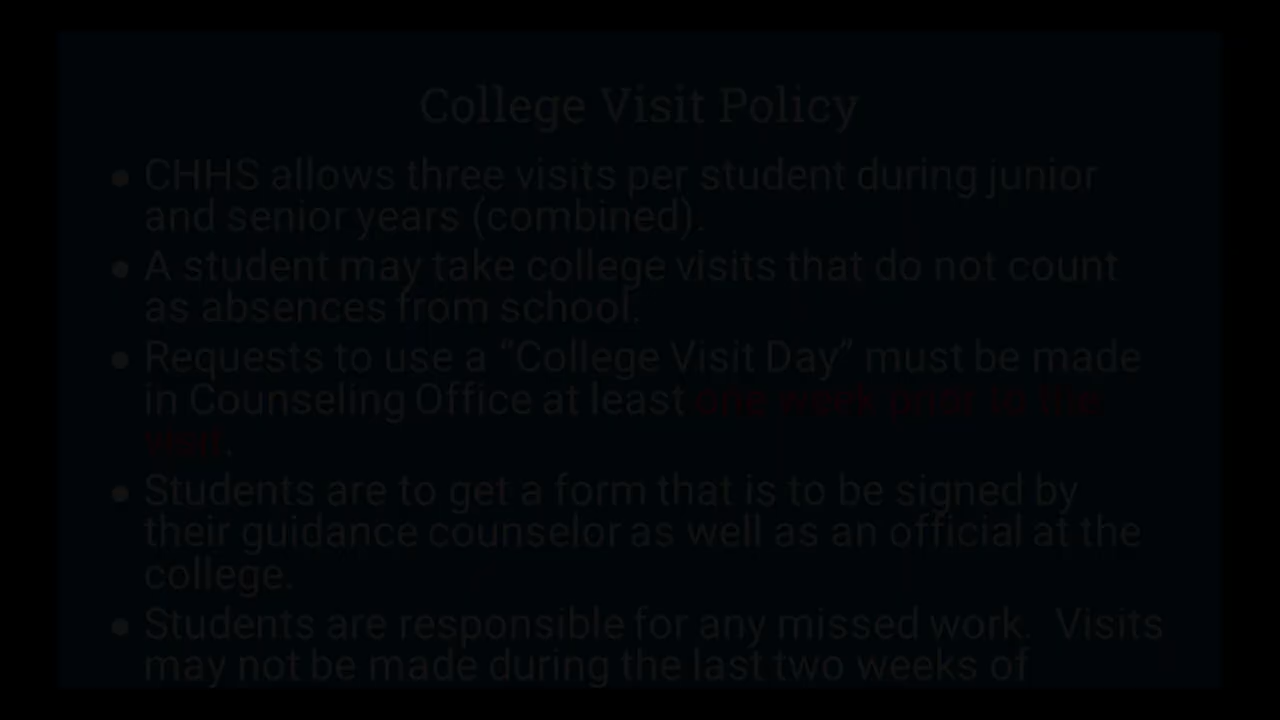 College Visit Policy
• CHHS allows three visits per student during junior
and senior years (combined).
• A student may take college visits that do not count
as absences from school.
• Requests to use a “College Visit Day” must be made
in Counseling Office at least one week prior to the
visit.
• Students are to get a form that is to be signed by
their guidance counselor as well as an official at the
college.
• Students are responsible for any missed work.  Visits
may not be made during the last two weeks of